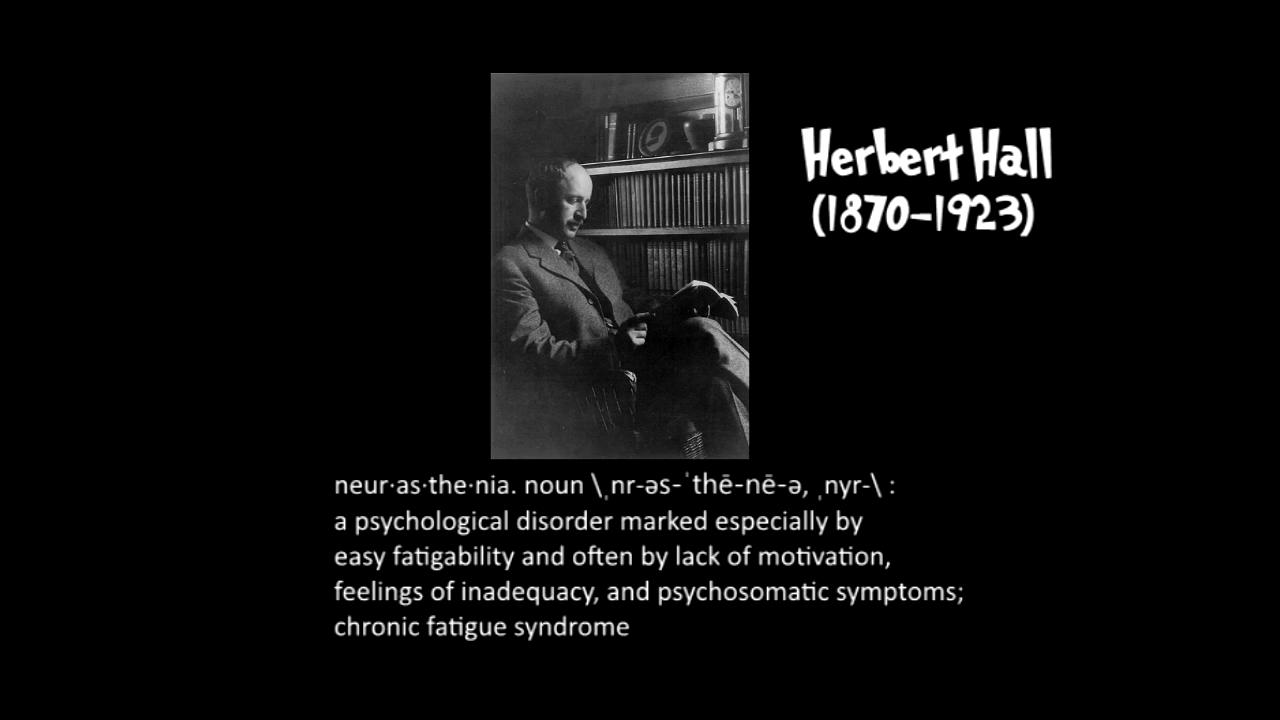 Herbert Hall
(1870–1923)
neur·as·the·nia. noun \ˌnr-əs-ˈthē-nē-ə, ˌnyr-\ :
a psychological disorder marked especially by
easy fatigability and often by lack of motivation,
feelings of inadequacy, and psychosomatic symptoms;
chronic fatigue syndrome